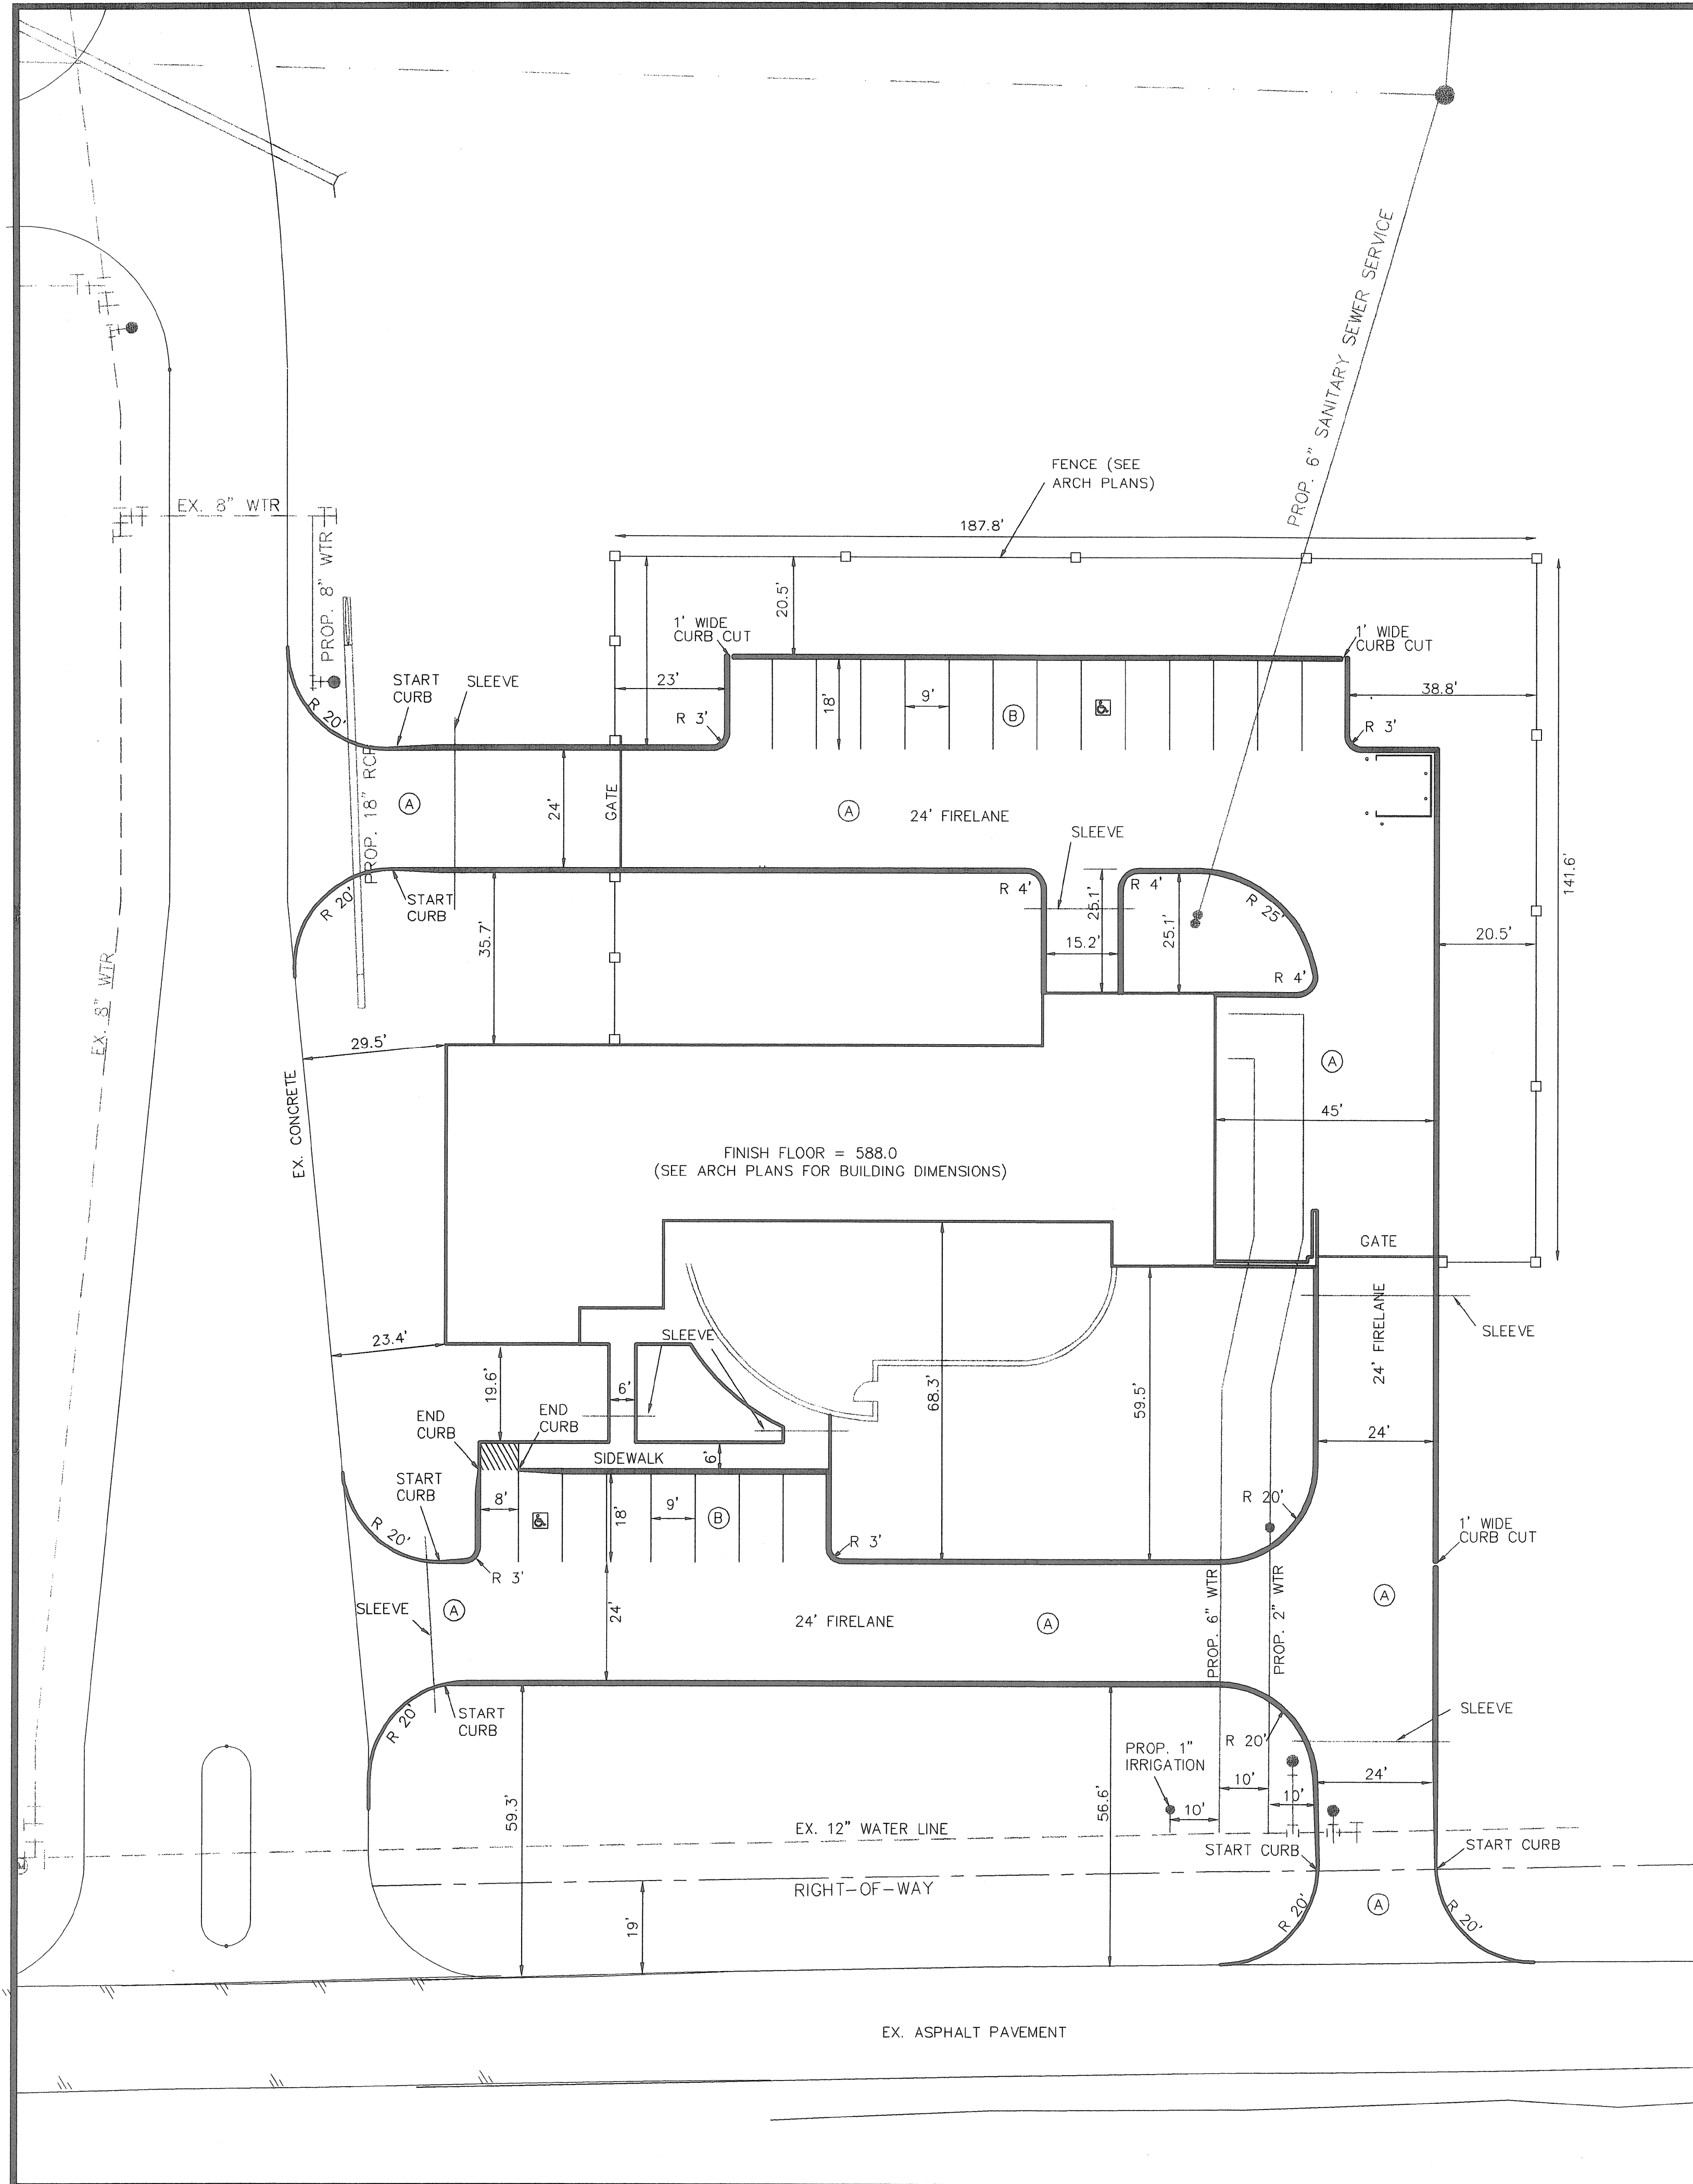 PROP. 6" SANITARY SEWER SERVICE
FENCE (SEE
ARCH PLANS)
EX. 8" WTR
187.8'
PROP. 8" WTR
20.5'
1' WIDE
CURB CUT
1' WIDE
CURB CUT
START
CURB
SLEEVE
23'
18'
9'
38.8'
R 20'
R 3'
B
R 3'
PROP. 18" RCP
A
24'
GATE
A
24' FIRELANE
SLEEVE
141.6'
R 20'
START
CURB
R 4'
25.1'
R 4'
R 25'
35.7'
15.2'
25.1'
20.5'
R 4'
EX. 8" WTR
29.5'
A
EX. CONCRETE
45'
FINISH FLOOR = 588.0
(SEE ARCH PLANS FOR BUILDING DIMENSIONS)
GATE
24' FIRELANE
SLEEVE
23.4'
SLEEVE
19.6'
6'
68.3'
59.5'
END
CURB
END
CURB
24'
SIDEWALK
6'
START
CURB
8'
18'
9'
B
R 20'
R 20'
1' WIDE
CURB CUT
R 3'
R 3'
SLEEVE
A
24'
24' FIRELANE
A
PROP. 6" WTR
PROP. 2" WTR
A
R 20'
START
CURB
SLEEVE
PROP. 1"
IRRIGATION
R 20'
24'
10'
10'
10'
59.3'
56.6'
EX. 12" WATER LINE
START CURB
START CURB
RIGHT-OF-WAY
19'
R 20'
A
R 20'
EX. ASPHALT PAVEMENT